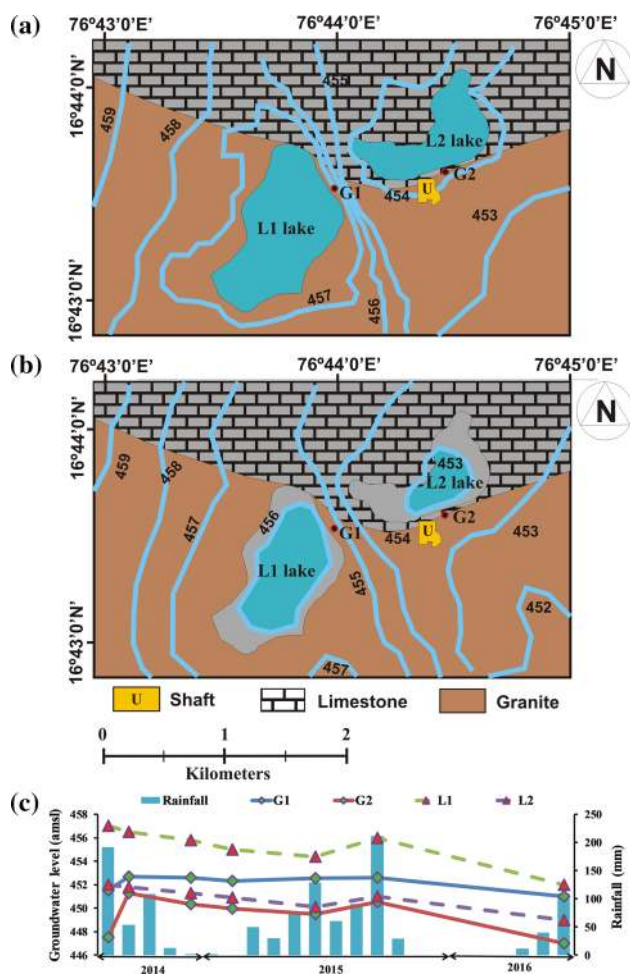 (a)
76°43'0"E' 76°44'0"E' 76°45'0"E'
16°44'0"N'
16°43'0"N'
N
455
459
458
L2 lake
G2
G1
U
454
453
L1 lake
457
456
(b)
76°43'0"E' 76°44'0"E' 76°45'0"E'
16°44'0"N'
16°43'0"N'
N
459
458
457
453
L2 lake
456
G1
G2
U
454
453
L1 lake
455
452
457
U Shaft Limestone Granite
0 1 2
Kilometers
(c)
Rainfall G1 G2 L1 L2
Groundwater level (amsl)
458
456
454
452
450
448
446
250
200
150
100
50
0
Rainfall (mm)
2014 2015 2016